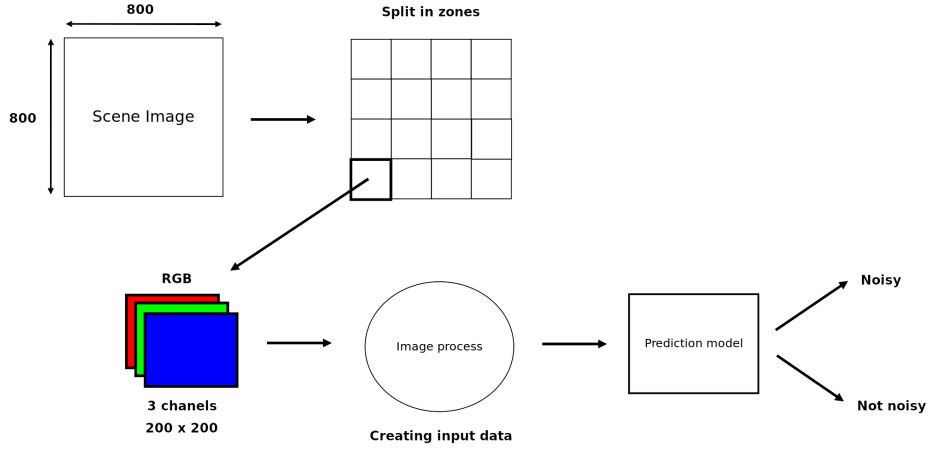 800
Split in zones
800
Scene Image
RGB
3 chanels
200 x 200
Image process
Creating input data
Prediction model
Noisy
Not noisy